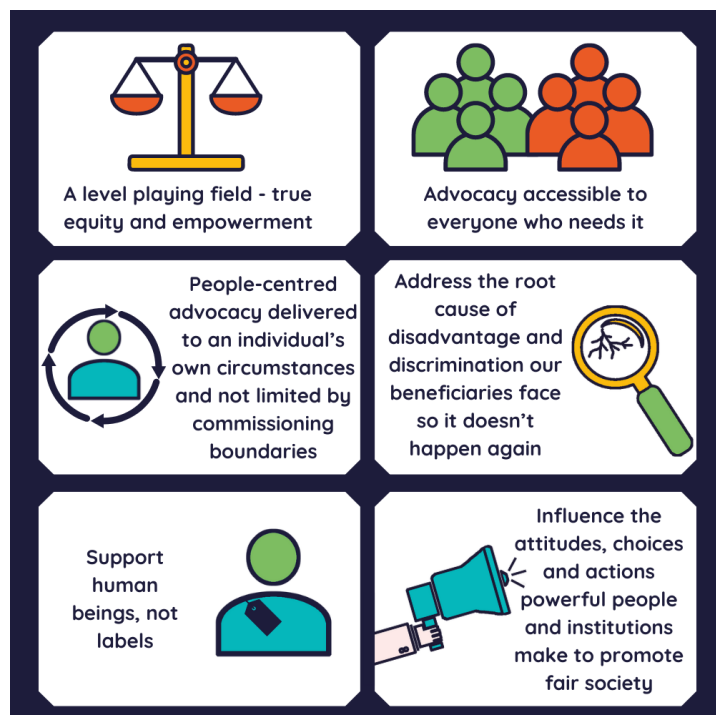 A level playing field - true
equity and empowerment
Advocacy accessible to
everyone who needs it
People-centred
advocacy delivered
to an individual's
own circumstances
and not limited by
commissioning
boundaries
Address the root
cause of
disadvantage and
discrimination our
beneficiaries face
so it doesn't
happen again
Support
human
beings, not
labels
Influence the
attitudes, choices
and actions
powerful people
and institutions
make to promote
fair society